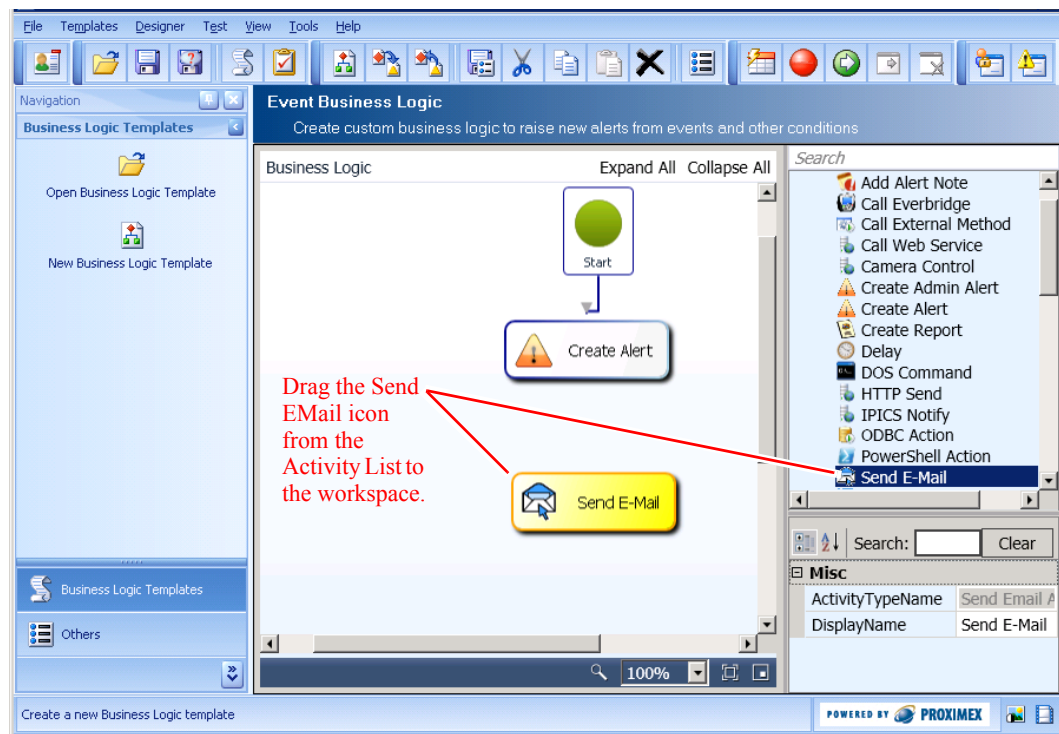 File Templates Designer Test View Tools Help
Navigation
Business Logic Templates
Open Business Logic Template
New Business Logic Template
Business Logic Templates
Others
Event Business Logic
Create custom business logic to raise new alerts from events and other conditions
Business Logic Expand All Collapse All
Start
Create Alert
Drag the Send
EMail icon
from the
Activity List to
the workspace.
Send E-Mail
100%
Search
Add Alert Note
Call Everbridge
Call External Method
Call Web Service
Camera Control
Create Admin Alert
Create Alert
Create Report
Delay
DOS Command
HTTP Send
IPICS Notify
ODBC Action
PowerShell Action
Send E-Mail
Search: Clear
Misc
ActivityTypeName Send Email A
DisplayName Send E-Mail
Create a new Business Logic template
POWERED BY PROXIMEX